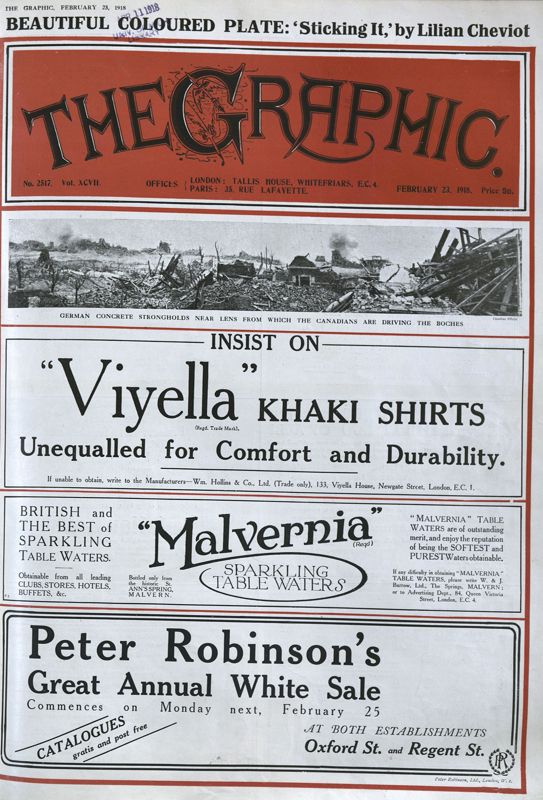 THE GRAPHIC, FEBRUARY 23, 1918
BEAUTIFUL COLOURED PLATE: 'Sticking It,' by Lilian Cheviot
THE GRAPHIC.
No. 2517. Vol. XCVII.
OFFICES
LONDON: TALLIS HOUSE, WHITEFRIARS, E.C.4.
PARIS: 35, RUE LAFAYETTE.
FEBRUARY 23, 1918. Price 9D.
GERMAN CONCRETE STRONGHOLDS NEAR LENS FROM WHICH THE CANADIANS ARE DRIVING THE BOCHES
INSIST ON
"Viyella" KHAKI SHIRTS
(Regd. Trade Mark).
Unequalled for Comfort and Durability.
If unable to obtain, write to the Manufacturers—Wm. Hollins & Co., Ltd. (Trade only), 133, Viyella House, Newgate Street, London, E.C. 1.
BRITISH and
THE BEST of
SPARKLING
TABLE WATERS.
Obtainable from all leading
CLUBS, STORES, HOTELS,
BUFFETS, &c.
Bottled only from
the historic St.
ANN'S SPRING,
MALVERN.
"Malvernia"
(Regd)
SPARKLING
TABLE WATERS
"MALVERNIA" TABLE
WATERS are of outstanding
merit, and enjoy the reputation
of being the SOFTEST and
PUREST Waters obtainable.
If any difficulty in obtaining "MALVERNIA"
TABLE WATERS, please write W. & J.
Burrow, Ltd., The Springs, MALVERN;
or to Advertising Dept., 84, Queen Victoria
Street, London, E.C. 4.
Peter Robinson's
Great Annual White Sale
Commences on Monday next, February 25
CATALOGUES
gratis and post free
AT BOTH ESTABLISHMENTS
Oxford St. and Regent St.
PR
Peter Robinson, Ltd., London, W. 1.